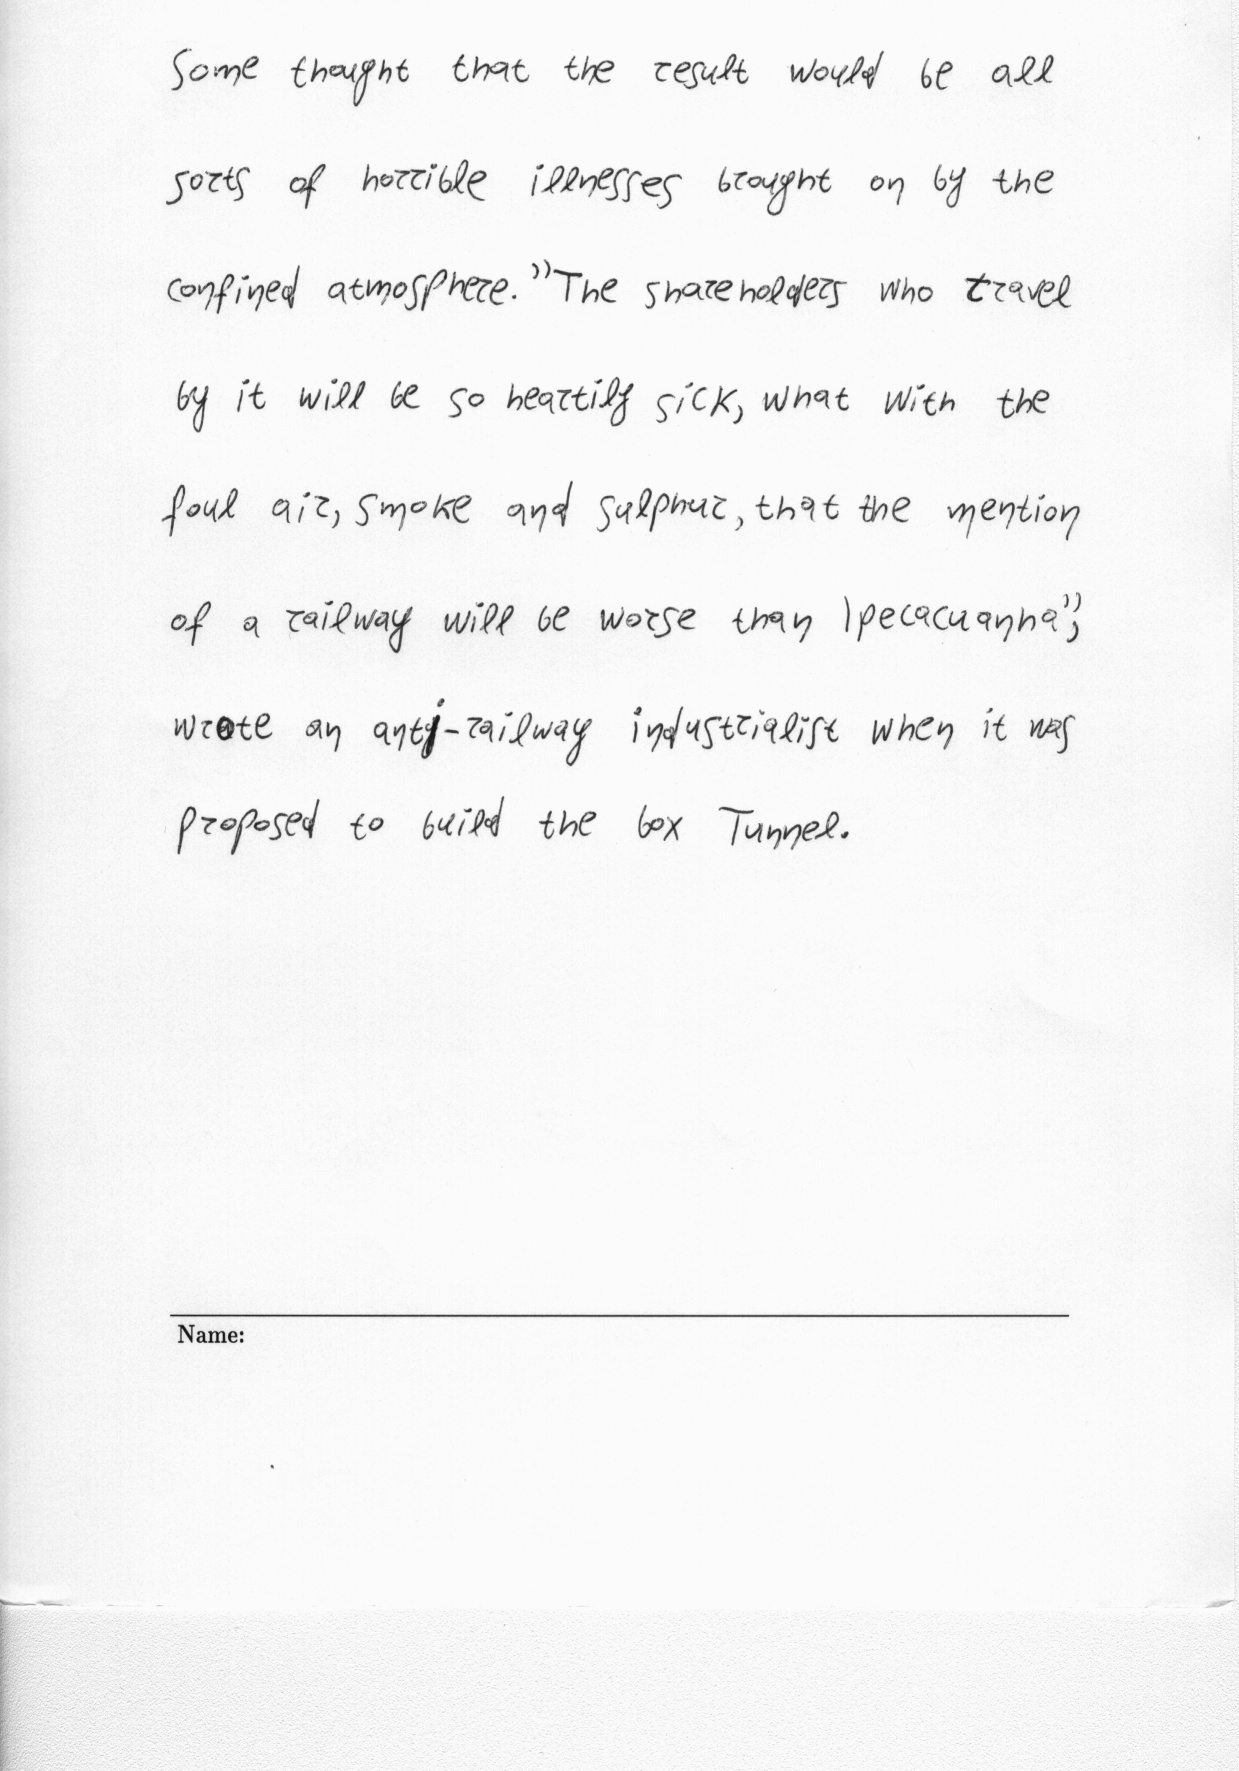 Some thought that the result would be all
sorts of horrible illnesses brought on by the
confined atmosphere. "The shareholders who travel
by it will be so heartily sick, what with the
foul air, smoke and sulphur, that the mention
of a railway will be worse than Ipecacuanha",
wrote an anti-railway industrialist when it was
proposed to build the box Tunnel.
Name: